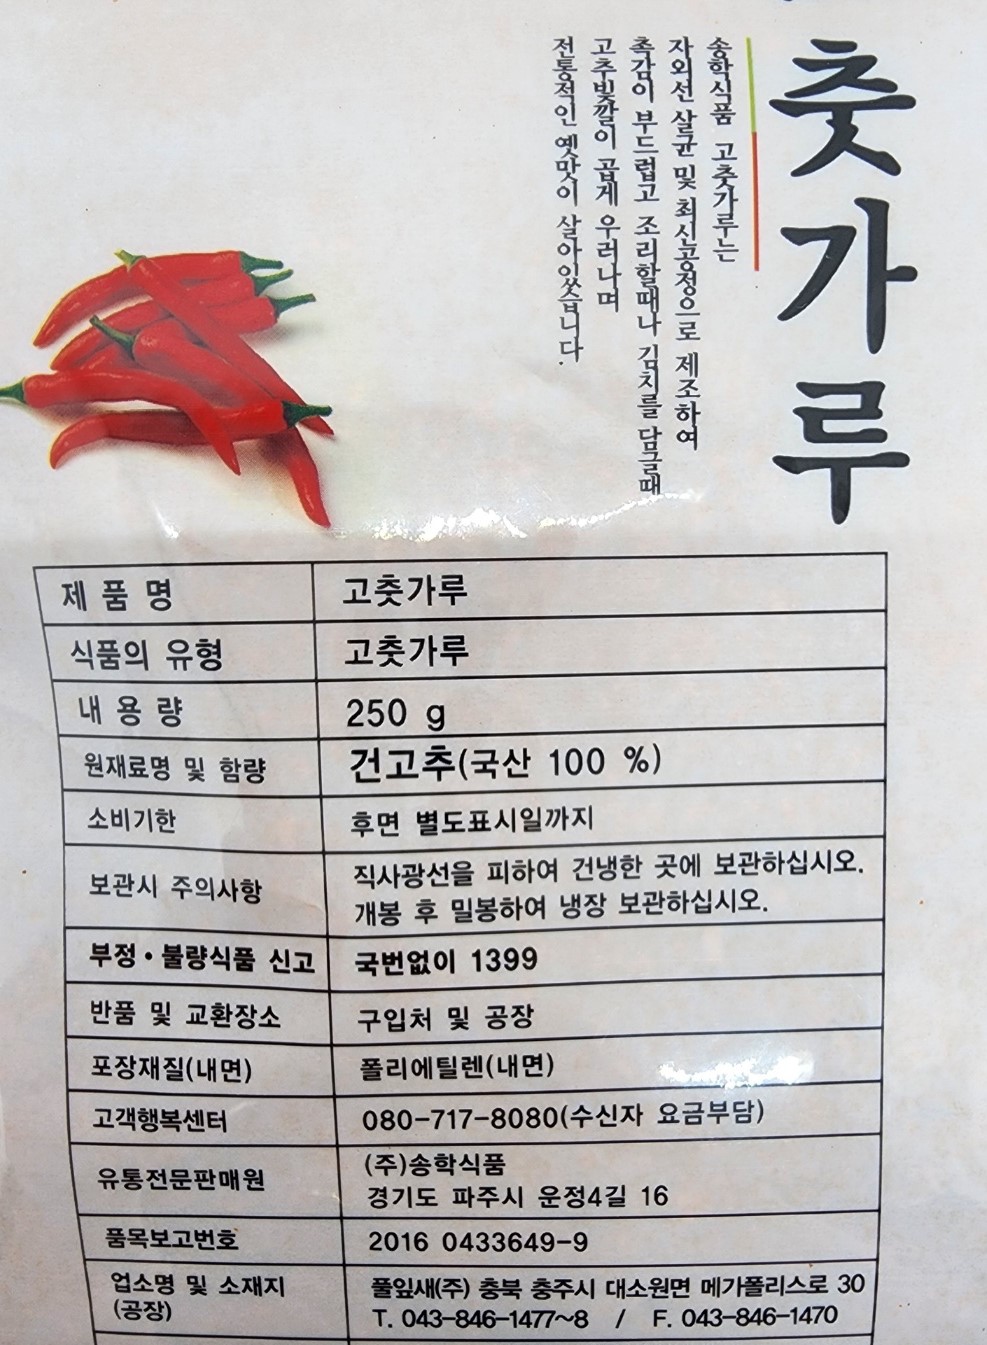 춧가루
송학식품 고춧가루는
자외선 살균 및 최신공정으로 제조하여
촉감이 부드럽고 조리할때나 김치를 담글때
고추빛깔이 곱게 우러나며
전통적인 옛맛이 살아있습니다.
제 품 명 고춧가루
식품의 유형 고춧가루
내 용 량 250 g
원재료명 및 함량 건고추(국산 100 %)
소비기한 후면 별도표시일까지
보관시 주의사항 직사광선을 피하여 건냉한 곳에 보관하십시오.
개봉 후 밀봉하여 냉장 보관하십시오.
부정·불량식품 신고 국번없이 1399
반품 및 교환장소 구입처 및 공장
포장재질(내면) 폴리에틸렌(내면)
고객행복센터 080-717-8080(수신자 요금부담)
유통전문판매원 (주)송학식품
경기도 파주시 운정4길 16
품목보고번호 2016 0433649-9
업소명 및 소재지 풀잎새(주) 충북 충주시 대소원면 메가폴리스로 30
(공장) T. 043-846-1477~8 / F. 043-846-1470